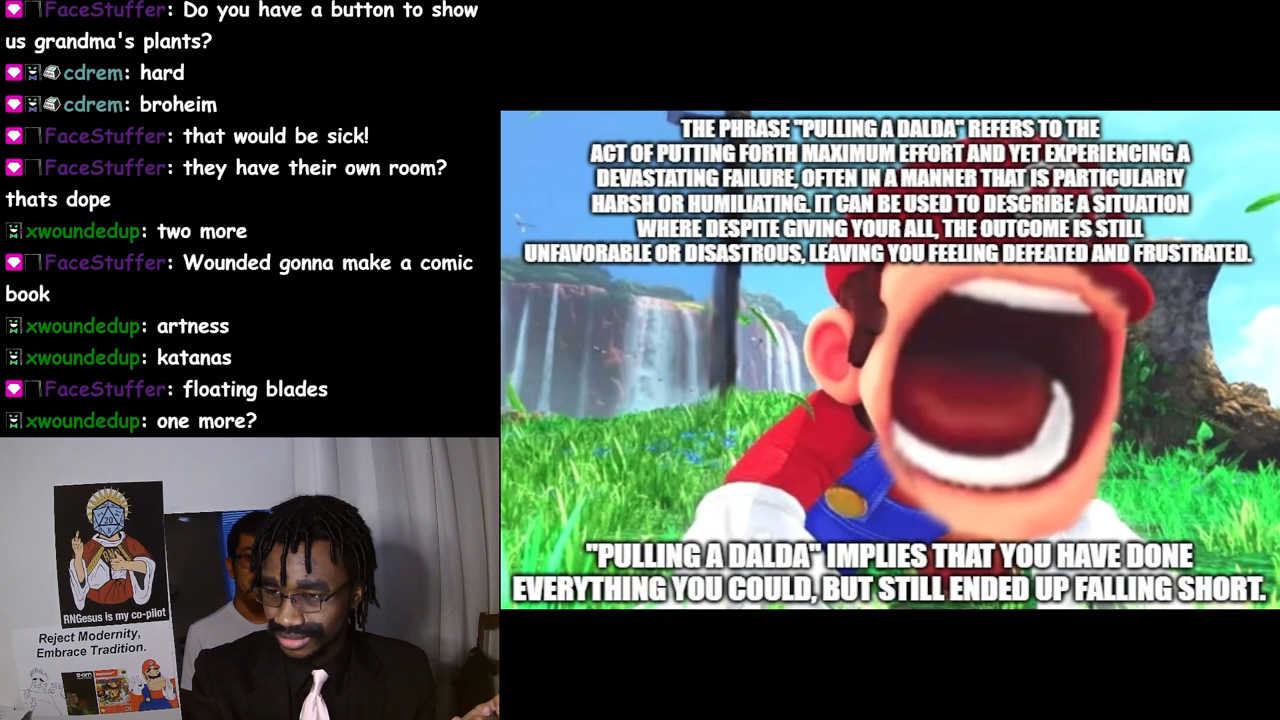 FaceStuffer: Do you have a button to show
us grandma's plants?
cdrem: hard
cdrem: broheim
FaceStuffer: that would be sick!
FaceStuffer: they have their own room?
thats dope
xwoundedup: two more
FaceStuffer: Wounded gonna make a comic
book
xwoundedup: artness
xwoundedup: katanas
FaceStuffer: floating blades
xwoundedup: one more?
THE PHRASE "PULLING A DALDA" REFERS TO THE
ACT OF PUTTING FORTH MAXIMUM EFFORT AND YET EXPERIENCING A
DEVASTATING FAILURE, OFTEN IN A MANNER THAT IS PARTICULARLY
HARSH OR HUMILIATING. IT CAN BE USED TO DESCRIBE A SITUATION
WHERE DESPITE GIVING YOUR ALL, THE OUTCOME IS STILL
UNFAVORABLE OR DISASTROUS, LEAVING YOU FEELING DEFEATED AND FRUSTRATED.
"PULLING A DALDA" IMPLIES THAT YOU HAVE DONE
EVERYTHING YOU COULD, BUT STILL ENDED UP FALLING SHORT.
20
RNGesus is my co-pilot
Reject Modernity,
Embrace Tradition.